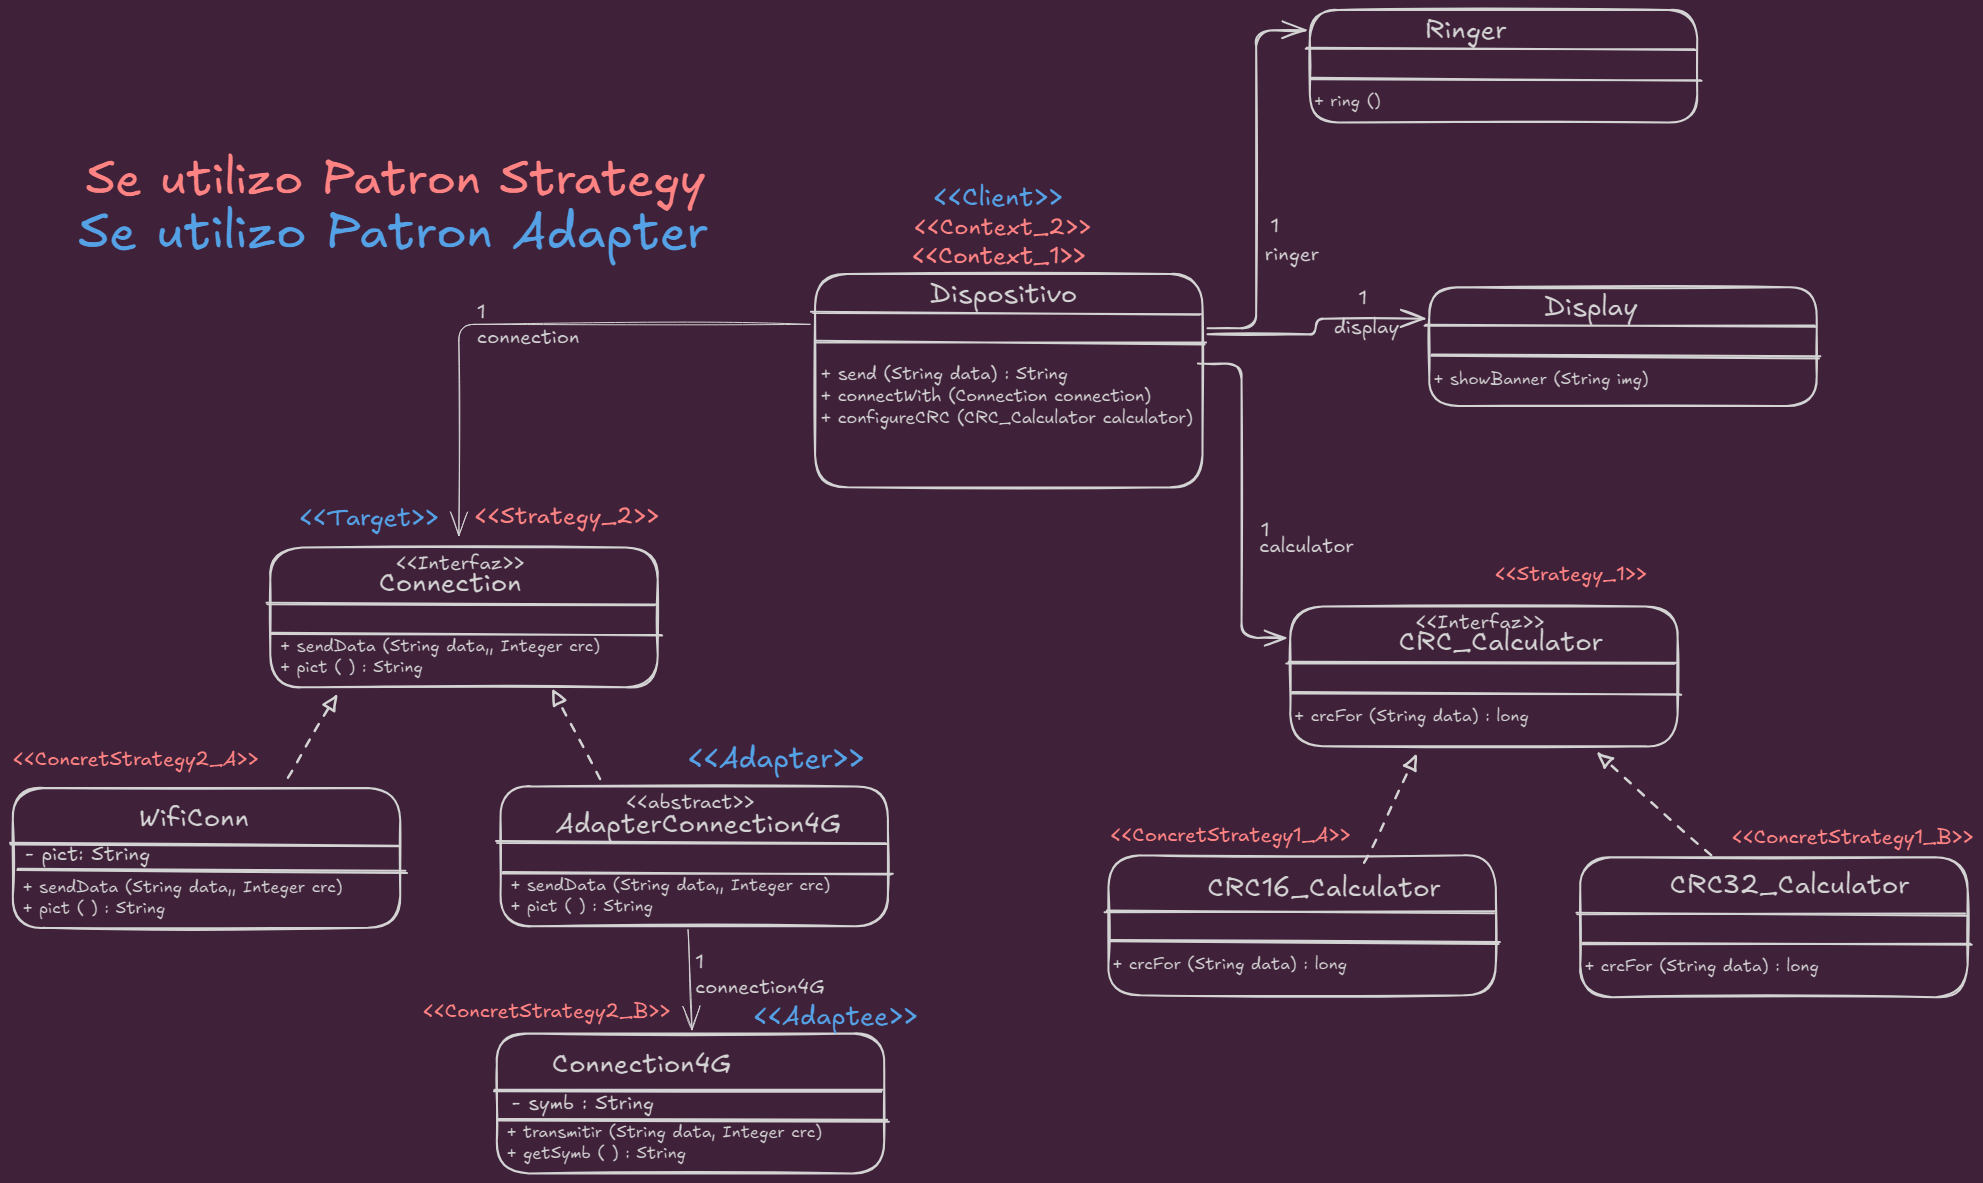 Se utilizo Patron Strategy
Se utilizo Patron Adapter
Ringer
+ ring ()
<<Client>>
<<Context_2>>
<<Context_1>>
Dispositivo
+ send (String data) : String
+ connectWith (Connection connection)
+ configureCRC (CRC_Calculator calculator)
1
ringer
1
display
Display
+ showBanner (String img)
1
connection
1
calculator
<<Target>>
<<Strategy_2>>
<<Interfaz>>
Connection
+ sendData (String data,, Integer crc)
+ pict ( ) : String
<<Strategy_1>>
<<Interfaz>>
CRC_Calculator
+ crcFor (String data) : long
<<ConcretStrategy2_A>>
WifiConn
- pict: String
+ sendData (String data,, Integer crc)
+ pict ( ) : String
<<Adapter>>
<<abstract>>
AdapterConnection4G
+ sendData (String data,, Integer crc)
+ pict ( ) : String
<<ConcretStrategy1_A>>
CRC16_Calculator
+ crcFor (String data) : long
<<ConcretStrategy1_B>>
CRC32_Calculator
+ crcFor (String data) : long
1
connection4G
<<ConcretStrategy2_B>>
<<Adaptee>>
Connection4G
- symb : String
+ transmitir (String data, Integer crc)
+ getSymb ( ) : String